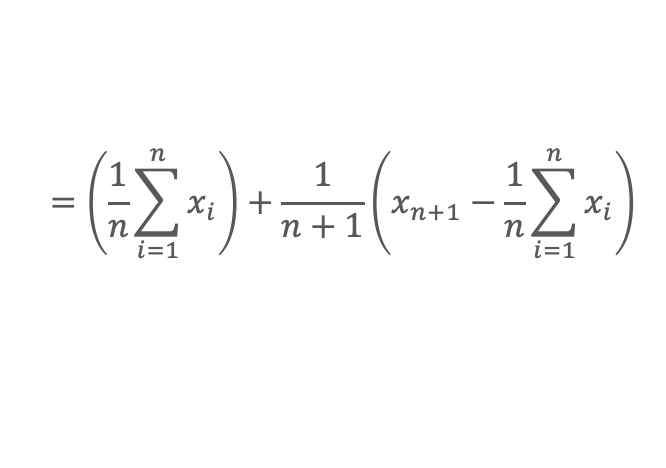 = (1/n ∑_{i=1}^{n} x_i) + 1/(n + 1) (x_{n+1} − 1/n ∑_{i=1}^{n} x_i)